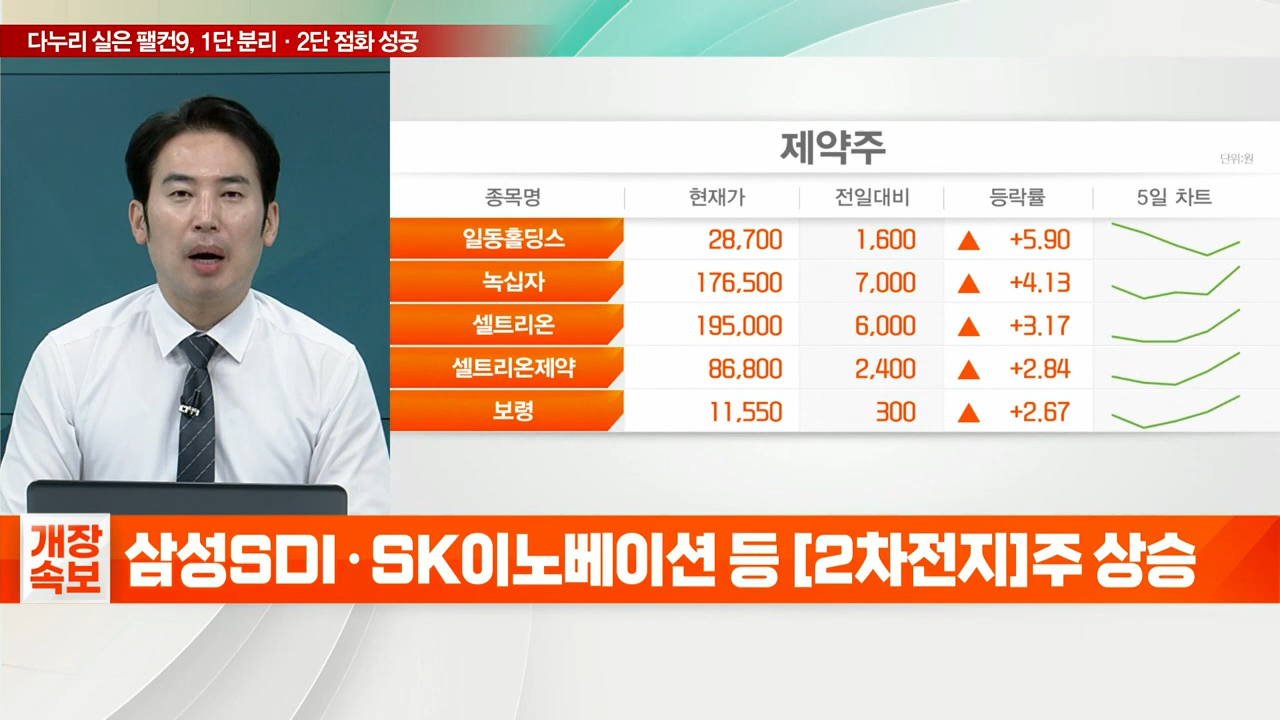 다누리 실은 팰컨9, 1단 분리 · 2단 점화 성공
제약주
단위:원
종목명 현재가 전일대비 등락률 5일 차트
일동홀딩스 28,700 1,600 ▲ +5.90
녹십자 176,500 7,000 ▲ +4.13
셀트리온 195,000 6,000 ▲ +3.17
셀트리온제약 86,800 2,400 ▲ +2.84
보령 11,550 300 ▲ +2.67
개장
속보
삼성SDI · SK이노베이션 등 [2차전지]주 상승